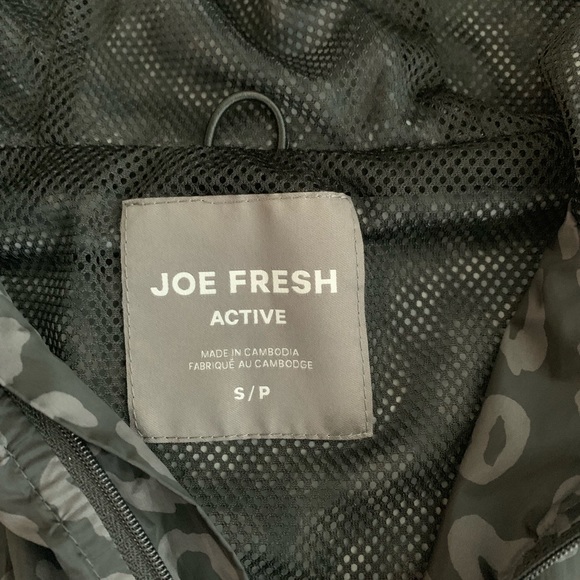 JOE FRESH
ACTIVE
MADE IN CAMBODIA
FABRIQUÉ AU CAMBODGE
S/P